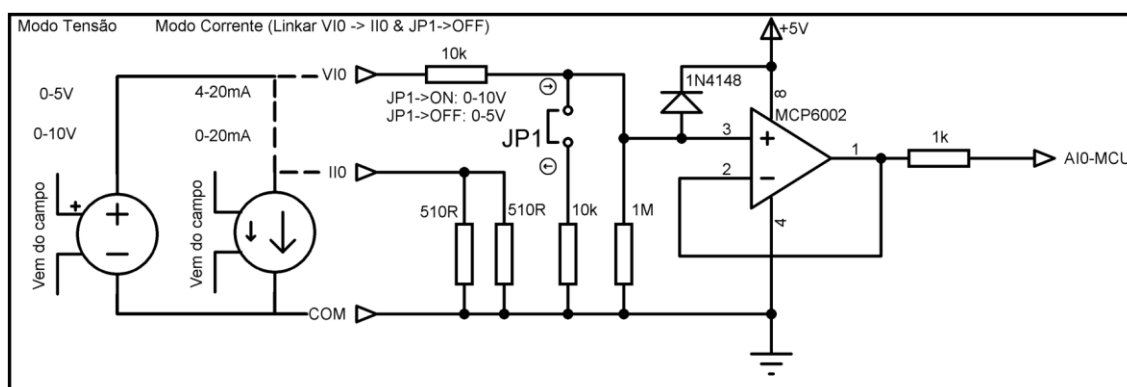 Modo Tensão
Modo Corrente (Linkar VI0 -> II0 & JP1->OFF)
+5V
10k
VI0
1N4148
0-5V
4-20mA
JP1->ON: 0-10V
JP1->OFF: 0-5V
8
MCP6002
0-10V
0-20mA
JP1
3
+
1
1k
AI0-MCU
2
−
II0
Vem do campo
+
+
−
Vem do campo
510R
510R
10k
1M
4
COM